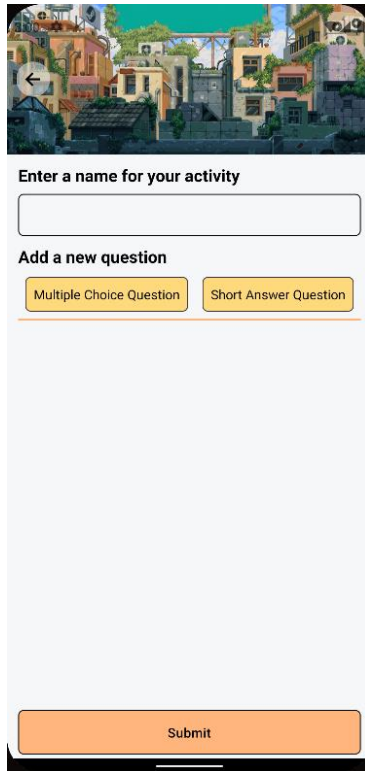 Enter a name for your activity
Add a new question
Multiple Choice Question Short Answer Question
Submit